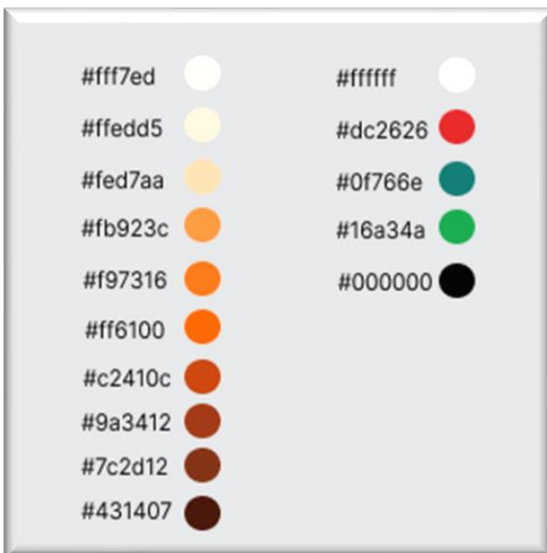 #fff7ed
#ffedd5
#fed7aa
#fb923c
#f97316
#ff6100
#c2410c
#9a3412
#7c2d12
#431407
#ffffff
#dc2626
#0f766e
#16a34a
#000000